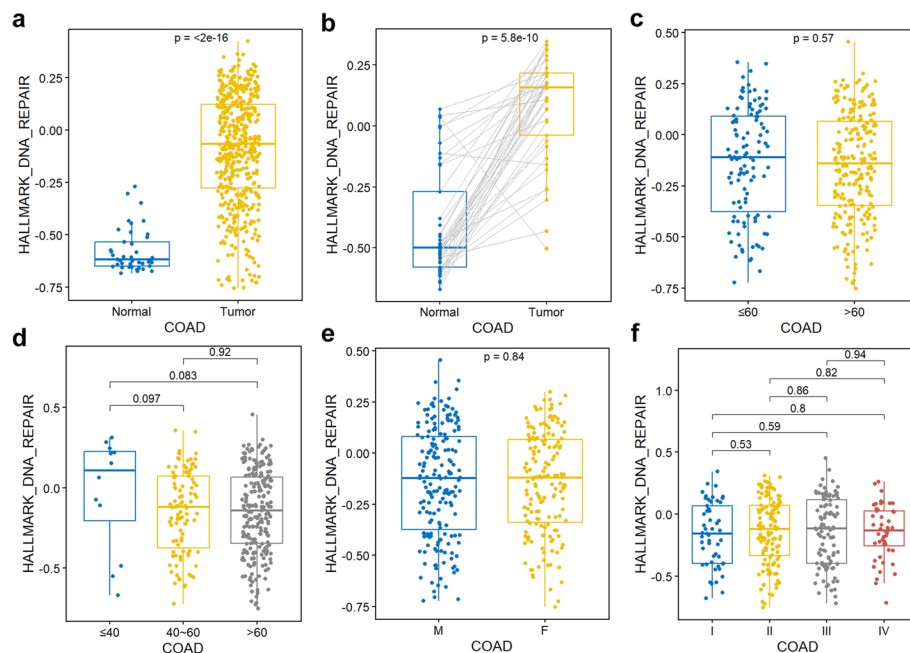 a
p = <2e-16
HALLMARK_DNA_REPAIR
0.25
0.00
-0.25
-0.50
-0.75
Normal
Tumor
COAD
b
p = 5.8e-10
HALLMARK_DNA_REPAIR
0.25
0.00
-0.25
-0.50
Normal
Tumor
COAD
c
p = 0.57
HALLMARK_DNA_REPAIR
0.50
0.25
0.00
-0.25
-0.50
-0.75
≤60
>60
COAD
d
0.92
0.083
0.097
HALLMARK_DNA_REPAIR
0.5
0.0
-0.5
≤40
40~60
>60
COAD
e
p = 0.84
HALLMARK_DNA_REPAIR
0.50
0.25
0.00
-0.25
-0.50
-0.75
M
F
COAD
f
0.94
0.82
0.86
0.8
0.59
0.53
HALLMARK_DNA_REPAIR
1.0
0.5
-0.0
-0.5
I
II
III
IV
COAD